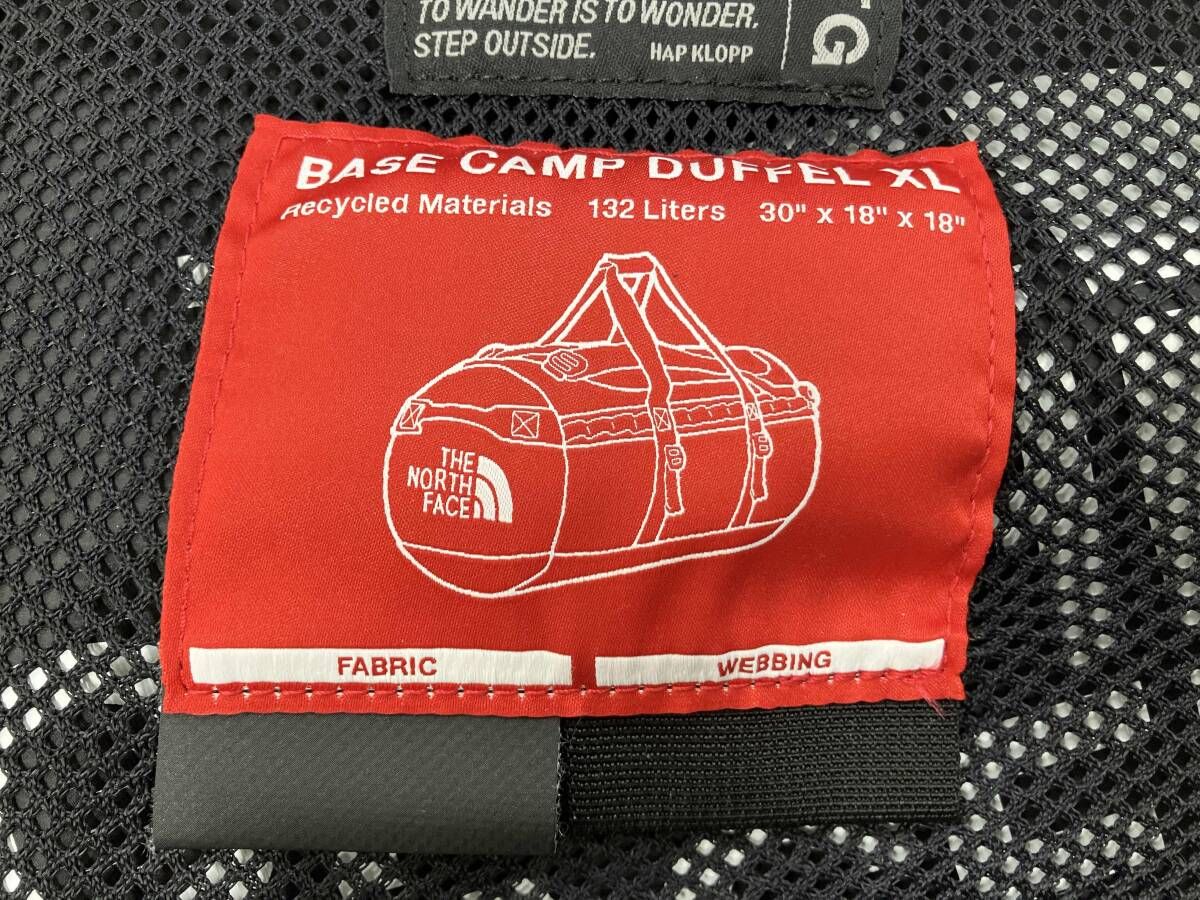 TO WANDER IS TO WONDER.
STEP OUTSIDE.
HAP KLOPP
G
BASE CAMP DUFFEL XL
Recycled Materials 132 Liters 30" x 18" x 18"
THE
NORTH
FACE
FABRIC
WEBBING